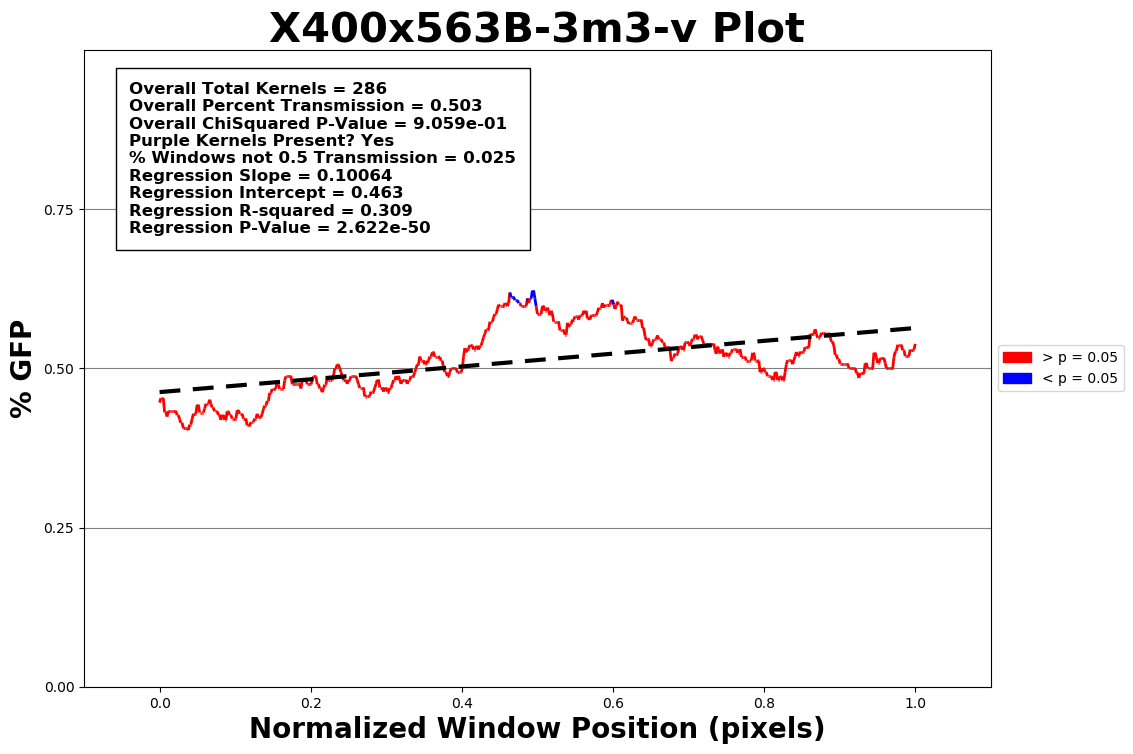 X400x563B-3m3-v Plot
Overall Total Kernels = 286
Overall Percent Transmission = 0.503
Overall ChiSquared P-Value = 9.059e-01
Purple Kernels Present? Yes
% Windows not 0.5 Transmission = 0.025
Regression Slope = 0.10064
Regression Intercept = 0.463
Regression R-squared = 0.309
Regression P-Value = 2.622e-50
% GFP
0.75
0.50
0.25
0.00
> p = 0.05
< p = 0.05
0.0 0.2 0.4 0.6 0.8 1.0
Normalized Window Position (pixels)